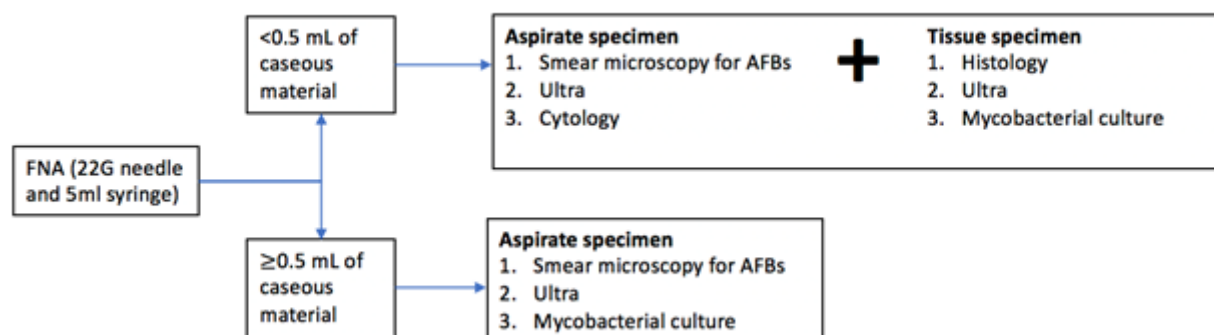 FNA (22G needle
and 5ml syringe)
<0.5 mL of
caseous
material
Aspirate specimen
1. Smear microscopy for AFBs
2. Ultra
3. Cytology
+
Tissue specimen
1. Histology
2. Ultra
3. Mycobacterial culture
≥0.5 mL of
caseous
material
Aspirate specimen
1. Smear microscopy for AFBs
2. Ultra
3. Mycobacterial culture